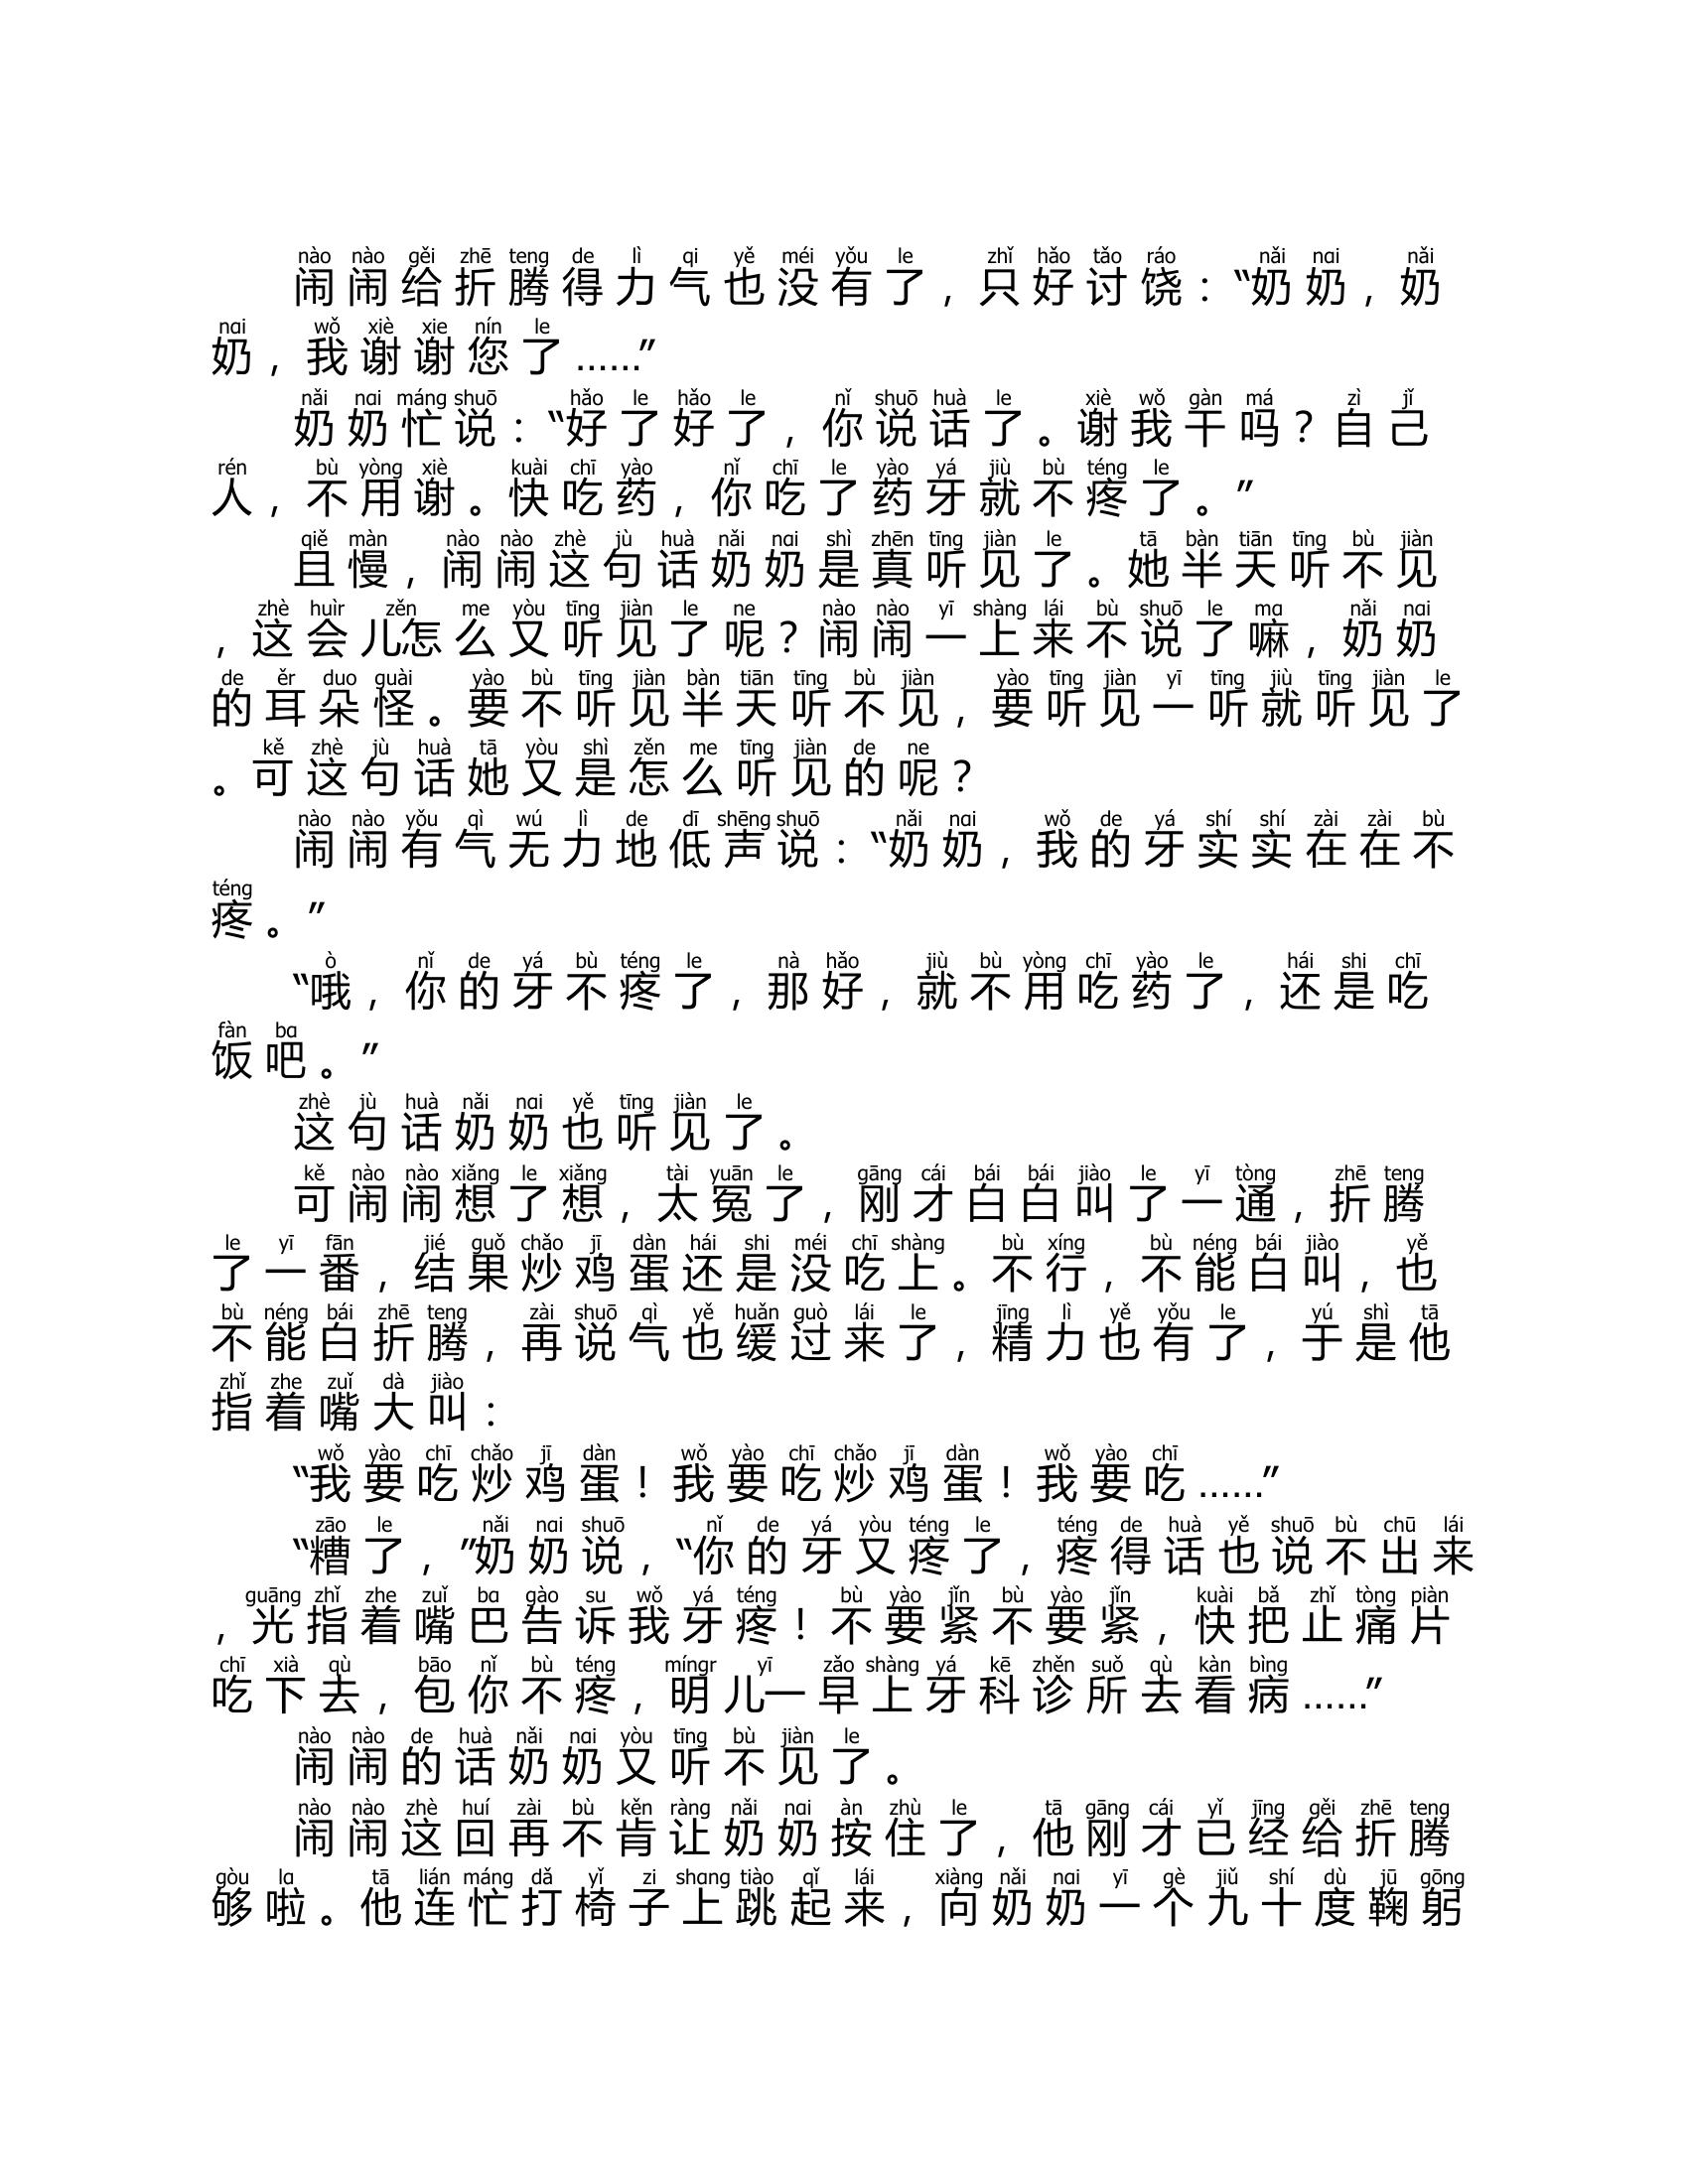 nào nào gěi zhē teng de lì qi yě méi yǒu le zhǐ hǎo tǎo ráo nǎi nai nǎi
闹闹给折腾得力气也没有了，只好讨饶：“奶奶，奶
nai wǒ xiè xie nín le
奶，我谢谢您了……”
nǎi nai máng shuō hǎo le hǎo le nǐ shuō huà le xiè wǒ gàn má zì jǐ
奶奶忙说：“好了好了，你说话了。谢我干吗？自己
rén bù yòng xiè kuài chī yào nǐ chī le yào yá jiù bù téng le
人，不用谢。快吃药，你吃了药牙就不疼了。”
qiě màn nào nào zhè jù huà nǎi nai shì zhēn tīng jiàn le tā bàn tiān tīng bù jiàn
且慢，闹闹这句话奶奶是真听见了。她半天听不见
zhè huìr zěn me yòu tīng jiàn le ne nào nào yī shàng lái bù shuō le ma nǎi nai
，这会儿怎么又听见了呢？闹闹一上来不说了嘛，奶奶
de ěr duo guài yào bù tīng jiàn bàn tiān tīng bù jiàn yào tīng jiàn yī tīng jiù tīng jiàn le
的耳朵怪。要不听见半天听不见，要听见一听就听见了
kě zhè jù huà tā yòu shì zěn me tīng jiàn de ne
。可这句话她又是怎么听见的呢？
nào nào yǒu qì wú lì de dī shēng shuō nǎi nai wǒ de yá shí shí zài zài bù
闹闹有气无力地低声说：“奶奶，我的牙实实在在不
téng
疼。”
ò nǐ de yá bù téng le nà hǎo jiù bù yòng chī yào le hái shi chī
“哦，你的牙不疼了，那好，就不用吃药了，还是吃
fàn ba
饭吧。”
zhè jù huà nǎi nai yě tīng jiàn le
这句话奶奶也听见了。
kě nào nào xiǎng le xiǎng tài yuān le gāng cái bái bái jiào le yī tòng zhē teng
可闹闹想了想，太冤了，刚才白白叫了一通，折腾
le yī fān jié guǒ chǎo jī dàn hái shi méi chī shàng bù xíng bù néng bái jiào yě
了一番，结果炒鸡蛋还是没吃上。不行，不能白叫，也
bù néng bái zhē teng zài shuō qì yě huǎn guò lái le jīng lì yě yǒu le yú shì tā
不能白折腾，再说气也缓过来了，精力也有了，于是他
zhǐ zhe zuǐ dà jiào
指着嘴大叫：
wǒ yào chī chǎo jī dàn wǒ yào chī chǎo jī dàn wǒ yào chī
“我要吃炒鸡蛋！我要吃炒鸡蛋！我要吃……”
zāo le nǎi nai shuō nǐ de yá yòu téng le téng de huà yě shuō bù chū lái
“糟了，”奶奶说，“你的牙又疼了，疼得话也说不出来
guāng zhǐ zhe zuǐ ba gào su wǒ yá téng bù yào jǐn bù yào jǐn kuài bǎ zhǐ tòng piàn
，光指着嘴巴告诉我牙疼！不要紧不要紧，快把止痛片
chī xià qù bāo nǐ bù téng míngr yī zǎo shàng yá kē zhěn suǒ qù kàn bìng
吃下去，包你不疼，明儿一早上牙科诊所去看病……”
nào nào de huà nǎi nai yòu tīng bù jiàn le
闹闹的话奶奶又听不见了。
nào nào zhè huí zài bù kěn ràng nǎi nai àn zhù le tā gāng cái yǐ jīng gěi zhē teng
闹闹这回再不肯让奶奶按住了，他刚才已经给折腾
gòu la tā lián máng dǎ yǐ zi shang tiào qǐ lái xiàng nǎi nai yī gè jiǔ shí dù jū gōng
够啦。他连忙打椅子上跳起来，向奶奶一个九十度鞠躬